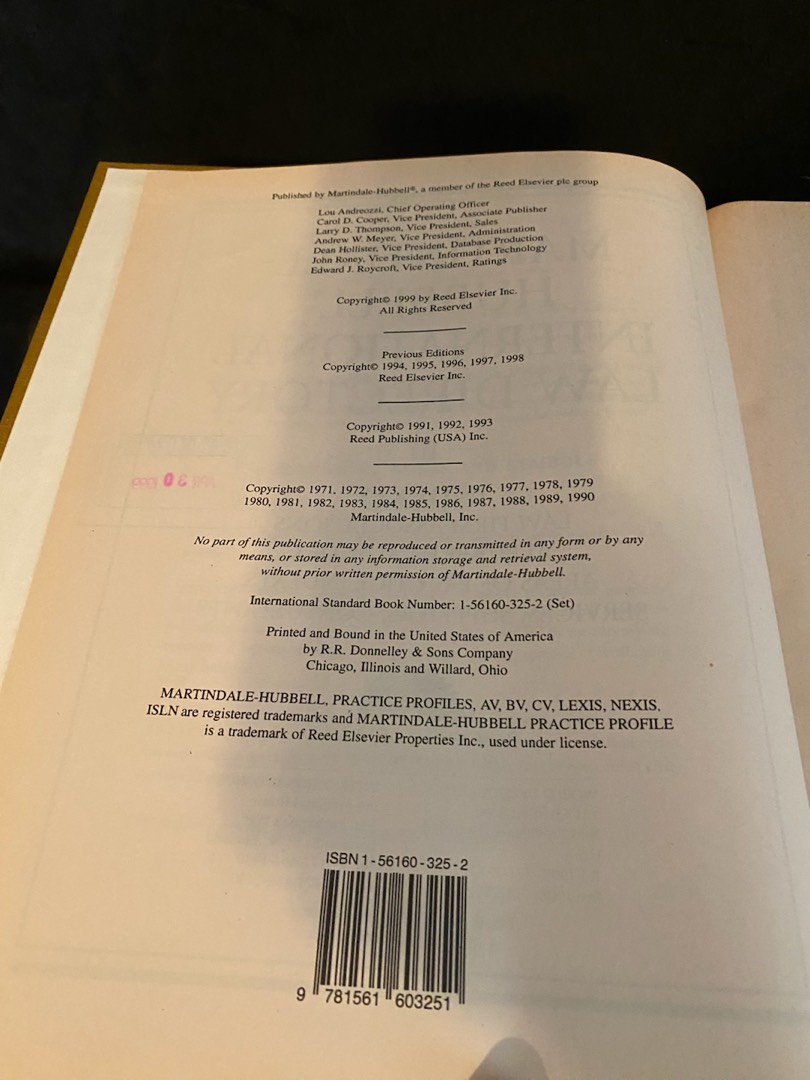 Published by Martindale-Hubbell®, a member of the Reed Elsevier plc group
Lou Andreozzi, Chief Operating Officer
Carol D. Cooper, Vice President, Associate Publisher
Larry D. Thompson, Vice President, Sales
Andrew W. Meyer, Vice President, Administration
Dean Hollister, Vice President, Database Production
John Roney, Vice President, Information Technology
Edward J. Roycroft, Vice President, Ratings
Copyright© 1999 by Reed Elsevier Inc.
All Rights Reserved
Previous Editions
Copyright© 1994, 1995, 1996, 1997, 1998
Reed Elsevier Inc.
Copyright© 1991, 1992, 1993
Reed Publishing (USA) Inc.
Copyright© 1971, 1972, 1973, 1974, 1975, 1976, 1977, 1978, 1979
1980, 1981, 1982, 1983, 1984, 1985, 1986, 1987, 1988, 1989, 1990
Martindale-Hubbell, Inc.
No part of this publication may be reproduced or transmitted in any form or by any
means, or stored in any information storage and retrieval system,
without prior written permission of Martindale-Hubbell.
International Standard Book Number: 1-56160-325-2 (Set)
Printed and Bound in the United States of America
by R.R. Donnelley & Sons Company
Chicago, Illinois and Willard, Ohio
MARTINDALE-HUBBELL, PRACTICE PROFILES, AV, BV, CV, LEXIS, NEXIS,
ISLN are registered trademarks and MARTINDALE-HUBBELL PRACTICE PROFILE
is a trademark of Reed Elsevier Properties Inc., used under license.
ISBN 1-56160-325-2
9 781561 603251